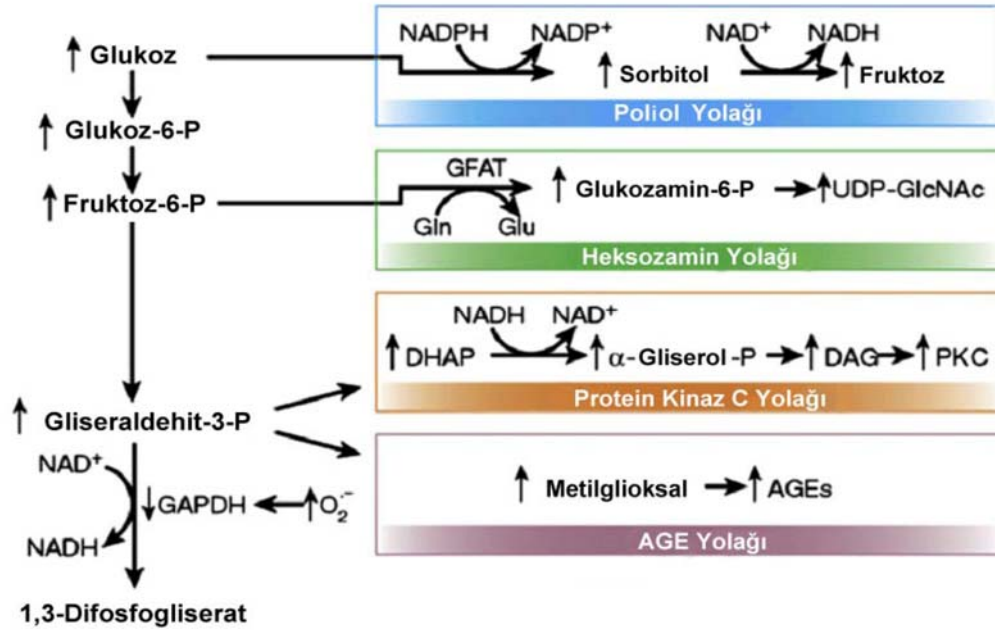 Glukoz
Glukoz-6-P
Fruktoz-6-P
Gliseraldehit-3-P
NAD⁺
GAPDH
O₂·⁻
NADH
1,3-Difosfogliserat
NADPH NADP⁺ NAD⁺ NADH
Sorbitol Fruktoz
Poliol Yolağı
GFAT
Glukozamin-6-P UDP-GlcNAc
Gln Glu
Heksozamin Yolağı
NADH NAD⁺
DHAP α-Gliserol-P DAG PKC
Protein Kinaz C Yolağı
Metilglioksal AGEs
AGE Yolağı